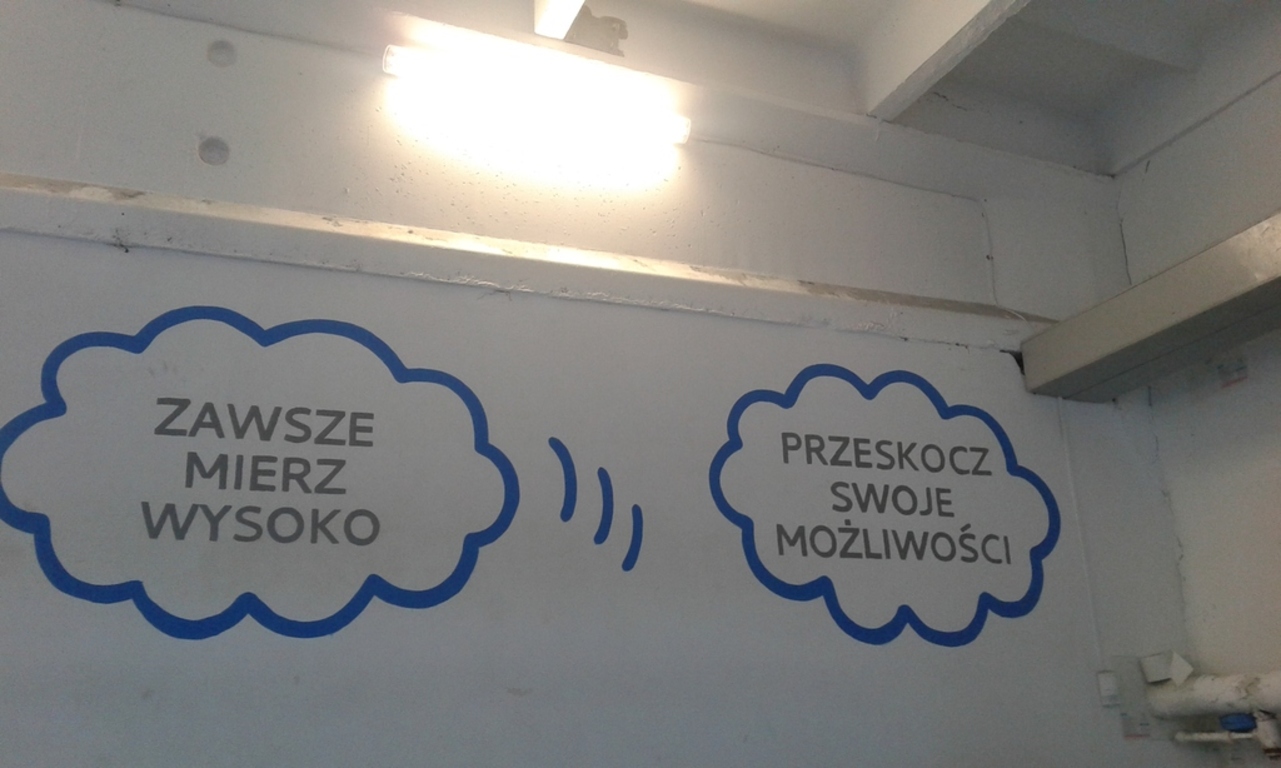 ZAWSZE
MIERZ
WYSOKO
PRZESKOCZ
SWOJE
MOŻLIWOŚCI